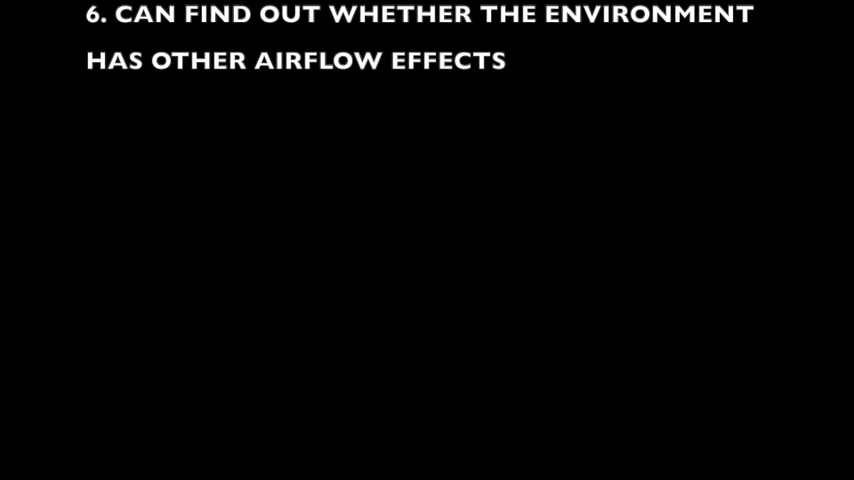 6. CAN FIND OUT WHETHER THE ENVIRONMENT
HAS OTHER AIRFLOW EFFECTS